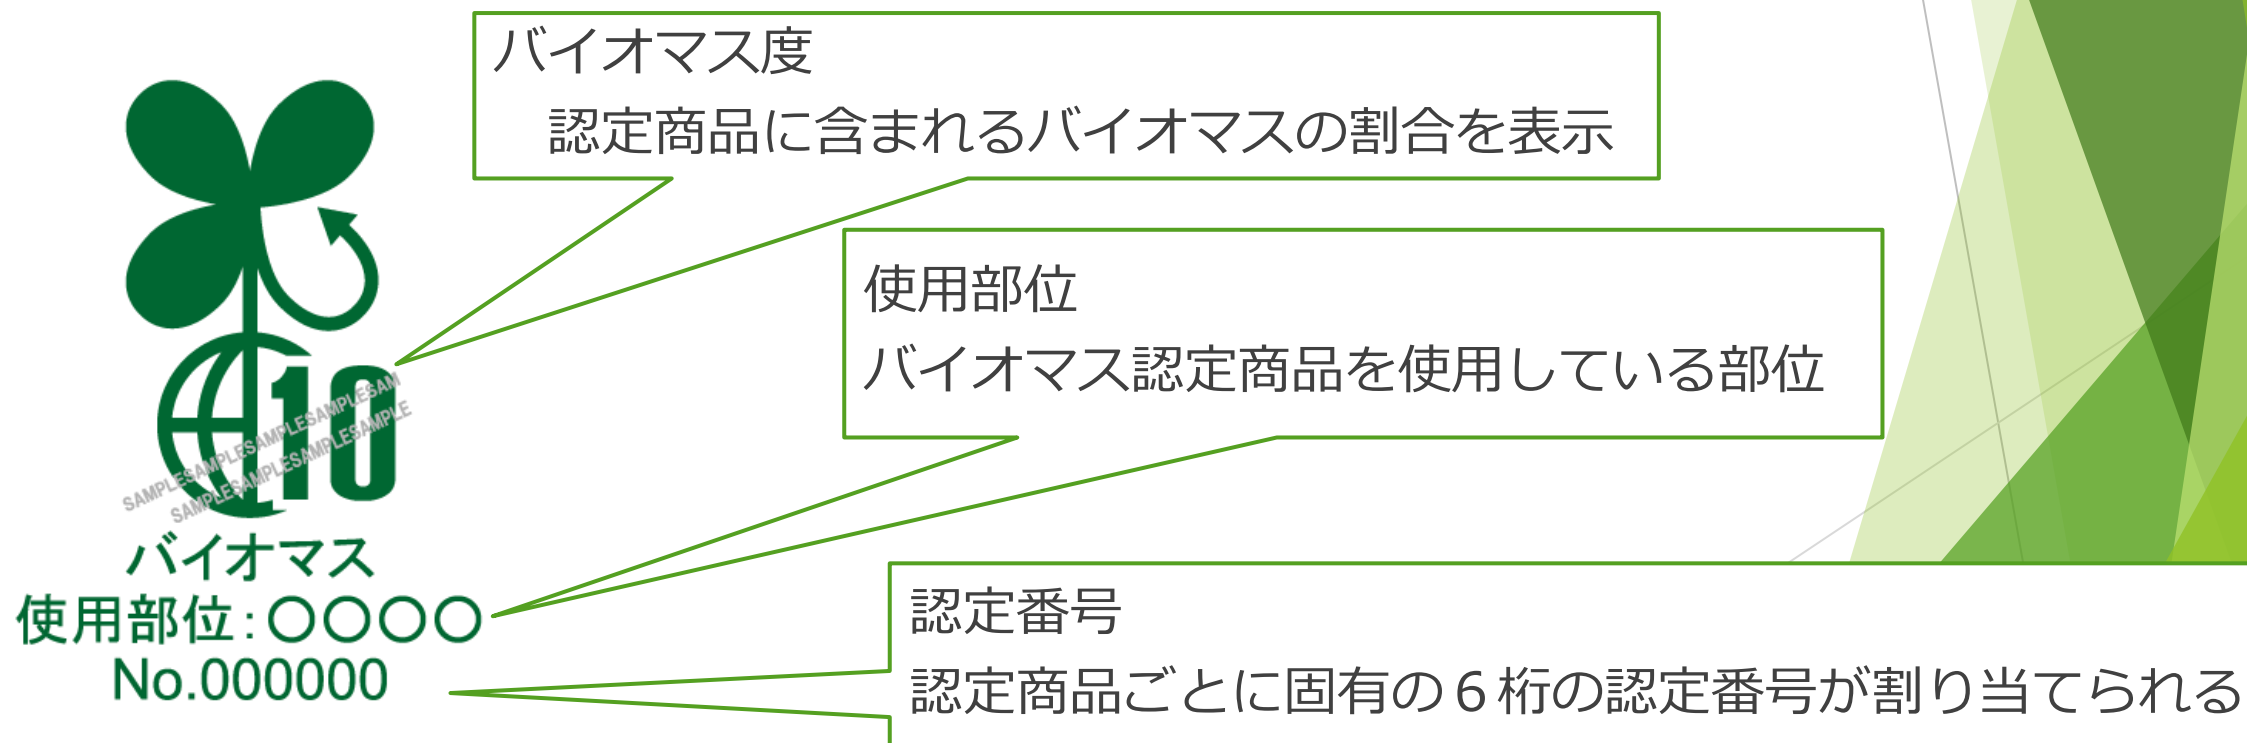 バイオマス度
認定商品に含まれるバイオマスの割合を表示
使用部位
バイオマス認定商品を使用している部位
認定番号
認定商品ごとに固有の６桁の認定番号が割り当てられる
10
SAMPLESAMPLESAMPLESAMPLESAM
SAMPLESAMPLESAMPLESAMPLE
バイオマス
使用部位:〇〇〇〇
No.000000